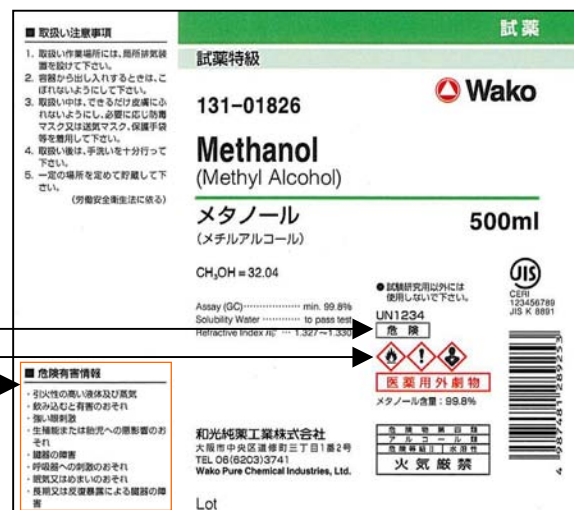 ■ 取扱い注意事項
1. 取扱い作業場所には、局所排気装
置を設けて下さい。
2. 容器から出し入れするときは、こ
ぼれないようにして下さい。
3. 取扱い中は、できるだけ皮膚にふ
れないようにし、必要に応じ防毒
マスク又は送気マスク、保護手袋
等を着用して下さい。
4. 取扱い後は、手洗いを十分行って
下さい。
5. 一定の場所を定めて貯蔵して下
さい。
(労働安全衛生法に依る)
■ 危険有害情報
・引火性の高い液体及び蒸気
・飲み込むと有害のおそれ
・強い眼刺激
・生殖能または胎児への悪影響のお
それ
・臓器の障害
・呼吸器への刺激のおそれ
・眠気又はめまいのおそれ
・長期又は反復暴露による臓器の障
害
試薬
試薬特級
131-01826
Wako
Methanol
(Methyl Alcohol)
メタノール
(メチルアルコール)
500ml
CH₃OH = 32.04
Assay (GC)·················· min. 99.8%
Solubility Water ············ to pass test
Refractive Index ··· 1.327~1.330
● 試験研究用以外には
使用しないで下さい。
JIS
CERI
123456789
JIS K 8891
UN1234
危険
医薬用外劇物
メタノール含量：99.8%
危険物第四類
アルコール類
危険等級Ⅱ 水溶性
火気厳禁
4987481289253
和光純薬工業株式会社
大阪市中央区道修町三丁目1番2号
TEL 06(6203)3741
Wako Pure Chemical Industries, Ltd.
Lot